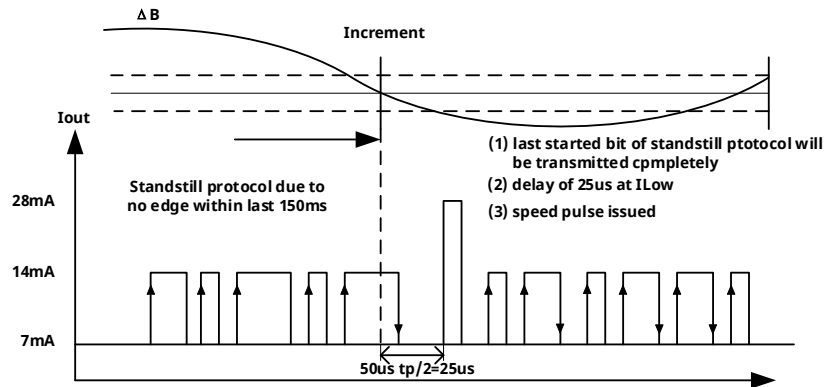 Δ B
Increment
Iout
(1) last started bit of standstill ptotocol will
be transmitted cpmpletely
Standstill protocol due to
no edge within last 150ms
(2) delay of 25us at ILow
(3) speed pulse issued
28mA
14mA
7mA
50us tp/2=25us